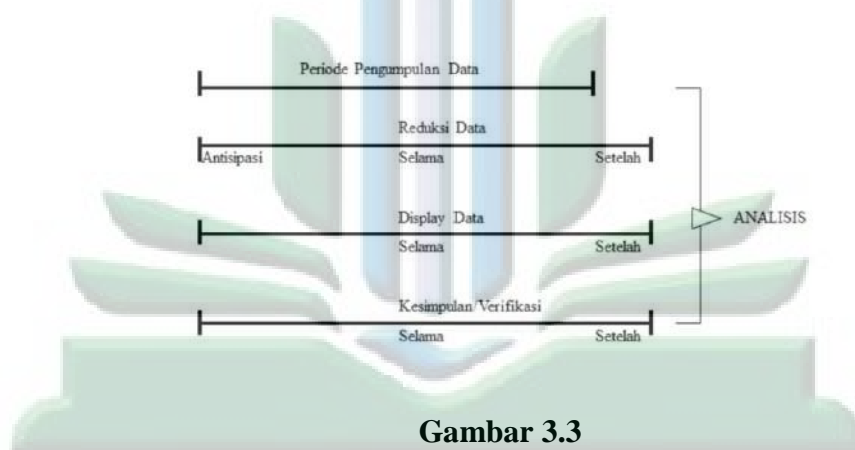 Periode Pengumpulan Data
Reduksi Data
Antisipasi Selama Setelah
Display Data
ANALISIS
Selama Setelah
Kesimpulan/Verifikasi
Selama Setelah
Gambar 3.3